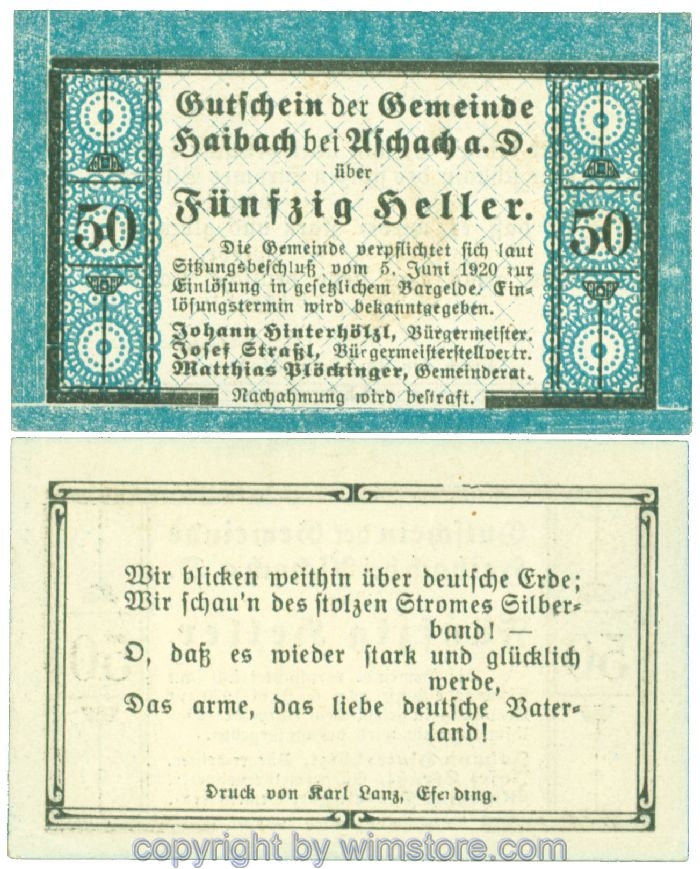 Gutschein der Gemeinde
Haibach bei Aschach a. D.
über
Fünfzig Heller.
50
50
Die Gemeinde verpflichtet sich laut
Sitzungsbeschluß vom 5. Juni 1920 zur
Einlösung in gesetzlichem Bargelde. Ein-
lösungstermin wird bekanntgegeben.
Johann Hinterhölzl, Bürgermeister.
Josef Straßl, Bürgermeisterstellvertr.
Matthias Plöckinger, Gemeinderat.
Nachahmung wird bestraft.
Wir blicken weithin über deutsche Erde;
Wir schau'n des stolzen Stromes Silber-
band! —
O, daß es wieder stark und glücklich
werde,
Das arme, das liebe deutsche Vater-
land!
Druck von Karl Lanz, Eferding.
copyright by wimstore.com